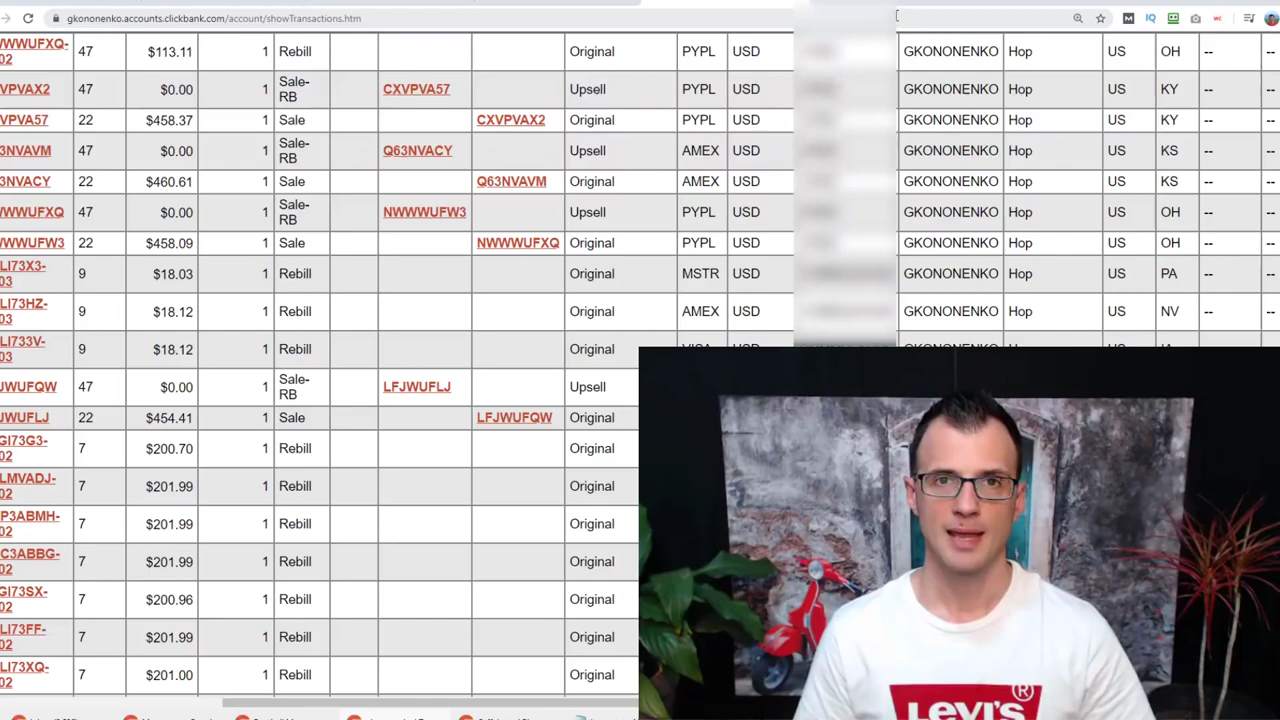 gkononenko.accounts.clickbank.com/account/showTransactions.htm
WWWUFXQ- 47 $113.11 1 Rebill Original PYPL USD GKONONENKO Hop US OH --
02
VPVAX2 47 $0.00 1 Sale- CXVPVA57 Upsell PYPL USD GKONONENKO Hop US KY --
RB
VPVA57 22 $458.37 1 Sale CXVPVAX2 Original PYPL USD GKONONENKO Hop US KY --
3NVAVM 47 $0.00 1 Sale- Q63NVACY Upsell AMEX USD GKONONENKO Hop US KS --
RB
3NVACY 22 $460.61 1 Sale Q63NVAVM Original AMEX USD GKONONENKO Hop US KS --
WWWUFXQ 47 $0.00 1 Sale- NWWWUFW3 Upsell PYPL USD GKONONENKO Hop US OH --
RB
WWWUFW3 22 $458.09 1 Sale NWWWUFXQ Original PYPL USD GKONONENKO Hop US OH --
LI73X3- 9 $18.03 1 Rebill Original MSTR USD GKONONENKO Hop US PA --
03
LI73HZ- 9 $18.12 1 Rebill Original AMEX USD GKONONENKO Hop US NV --
03
LI733V- 9 $18.12 1 Rebill Original VISA USD GKONONENKO Hop US --
03
JWUFQW 47 $0.00 1 Sale- LFJWUFLJ Upsell
RB
JWUFLJ 22 $454.41 1 Sale LFJWUFQW Original
GI73G3- 7 $200.70 1 Rebill Original
02
LMVADJ- 7 $201.99 1 Rebill Original
02
P3ABMH- 7 $201.99 1 Rebill Original
02
C3ABBG- 7 $201.99 1 Rebill Original
02
GI73SX- 7 $200.96 1 Rebill Original
02
LI73FF- 7 $201.99 1 Rebill Original
02
LI73XQ- 7 $201.00 1 Rebill Original
02
Levi's ®